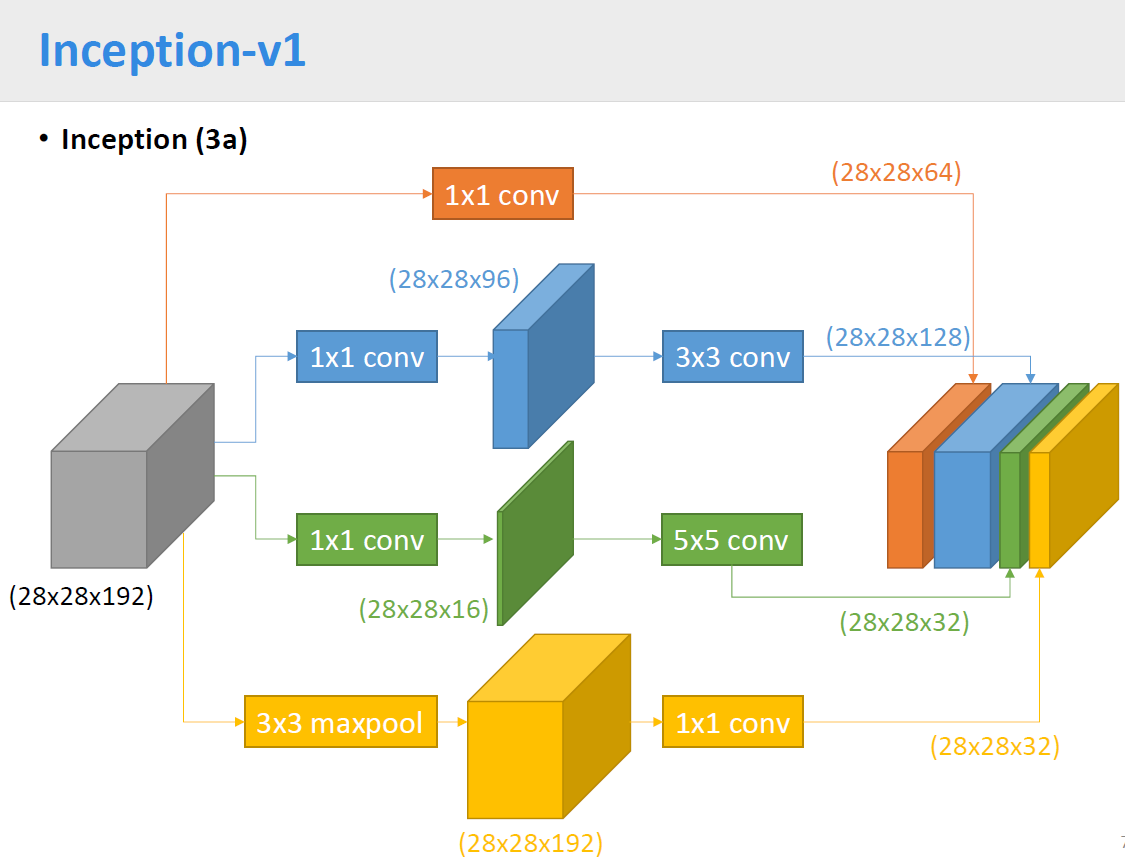 Inception-v1
• Inception (3a)
(28x28x64)
1x1 conv
(28x28x96)
(28x28x128)
1x1 conv
3x3 conv
1x1 conv
5x5 conv
(28x28x192)
(28x28x16)
(28x28x32)
3x3 maxpool
1x1 conv
(28x28x32)
(28x28x192)